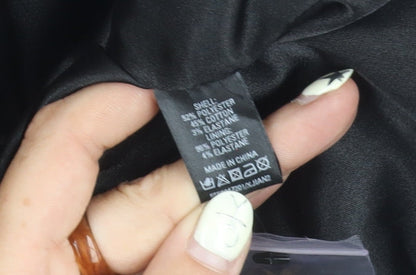 SHELL:
52% POLYESTER
45% COTTON
3% ELASTANE
LINING:
96% POLYESTER
4% ELASTANE
MADE IN CHINA